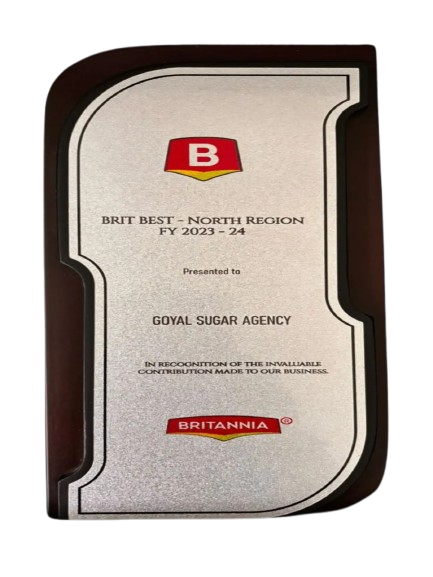 B
BRIT BEST – NORTH REGION
FY 2023 – 24
Presented to
GOYAL SUGAR AGENCY
IN RECOGNITION OF THE INVALUABLE
CONTRIBUTION MADE TO OUR BUSINESS.
BRITANNIA®